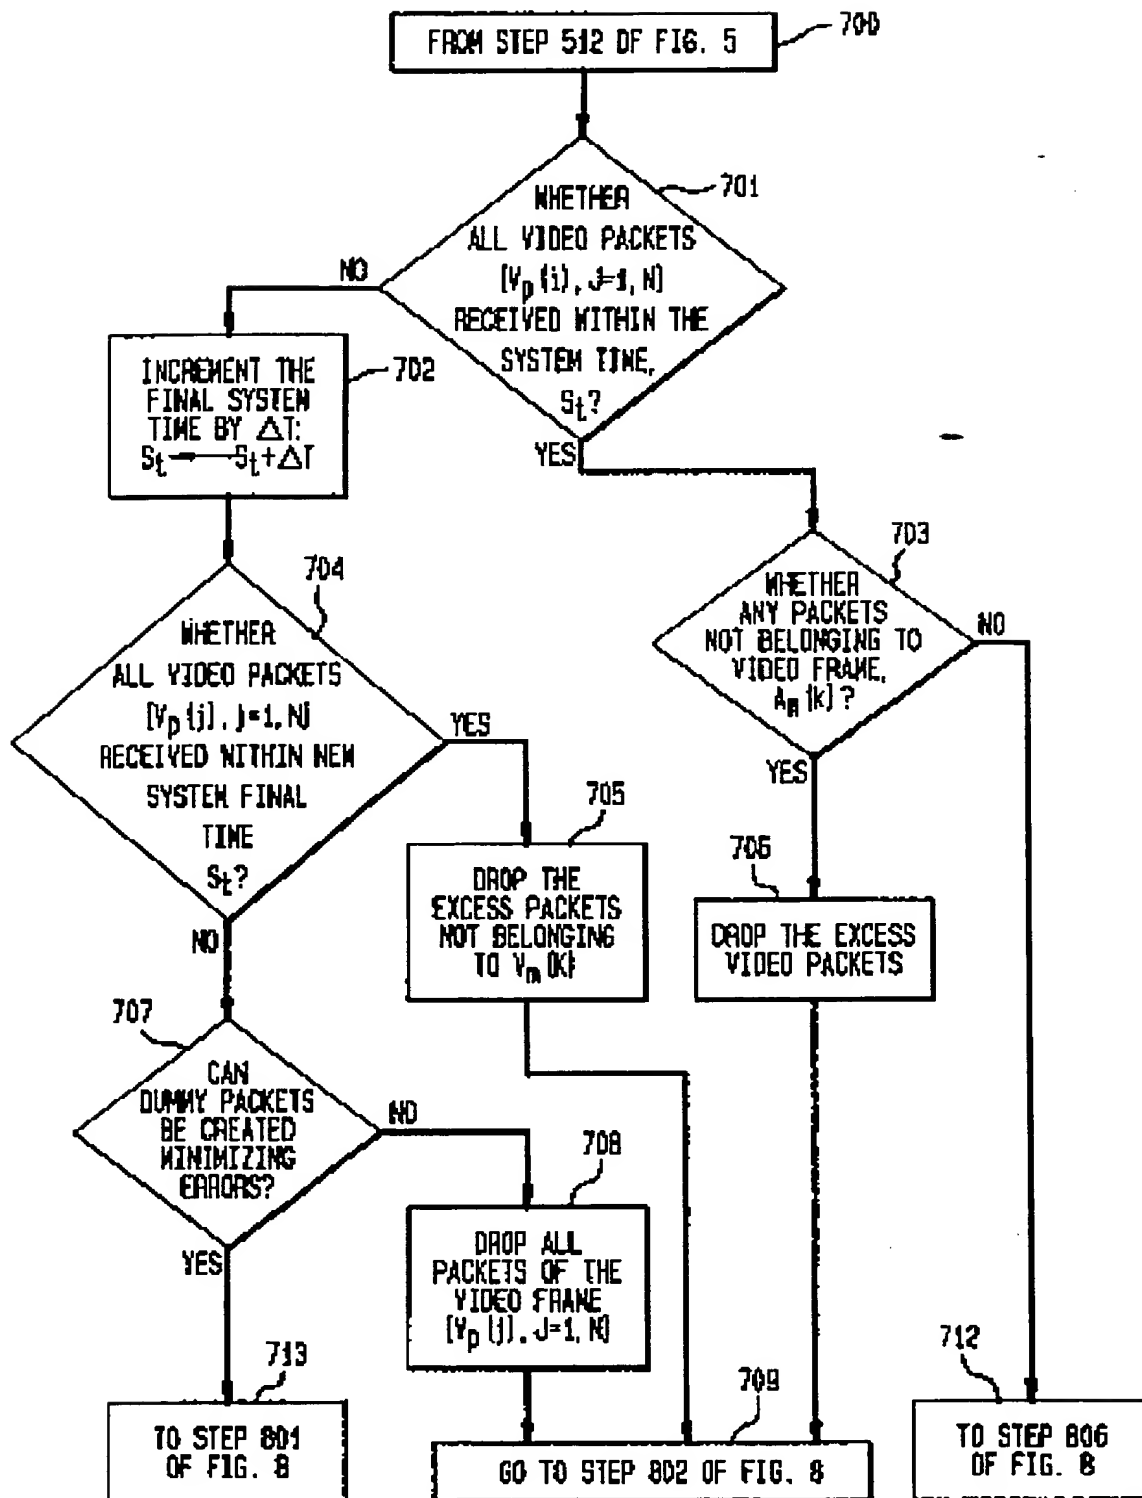 FROM STEP 512 OF FIG. 5
700
WHETHER
ALL VIDEO PACKETS
[Vp(i), J=1, N]
RECEIVED WITHIN THE
SYSTEM TIME,
St?
701
NO
YES
INCREMENT THE
FINAL SYSTEM
TIME BY ΔT:
St ← St+ΔT
702
WHETHER
ANY PACKETS
NOT BELONGING TO
VIDEO FRAME,
Am(k)?
703
NO
YES
WHETHER
ALL VIDEO PACKETS
[Vp(j), j=1, N]
RECEIVED WITHIN NEW
SYSTEM FINAL
TIME
St?
704
YES
NO
DROP THE
EXCESS PACKETS
NOT BELONGING
TO Vm(K)
705
DROP THE EXCESS
VIDEO PACKETS
706
CAN
DUMMY PACKETS
BE CREATED
MINIMIZING
ERRORS?
707
NO
YES
DROP ALL
PACKETS OF THE
VIDEO FRAME
[Vp(j), J=1, N]
708
TO STEP 801
OF FIG. 8
713
GO TO STEP 802 OF FIG. 8
709
TO STEP 806
OF FIG. 8
712